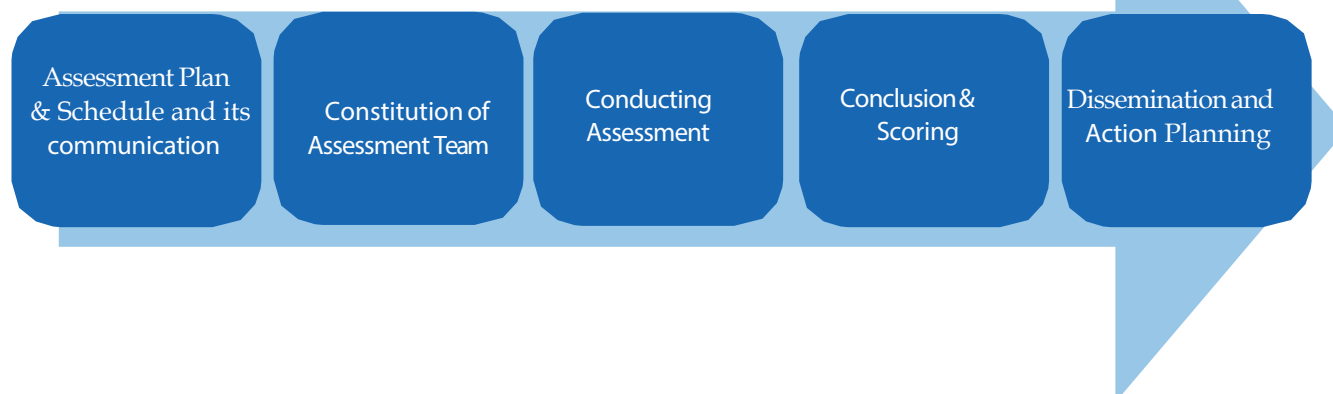 Assessment Plan
& Schedule and its
communication
Constitution of
Assessment Team
Conducting
Assessment
Conclusion &
Scoring
Dissemination and
Action Planning